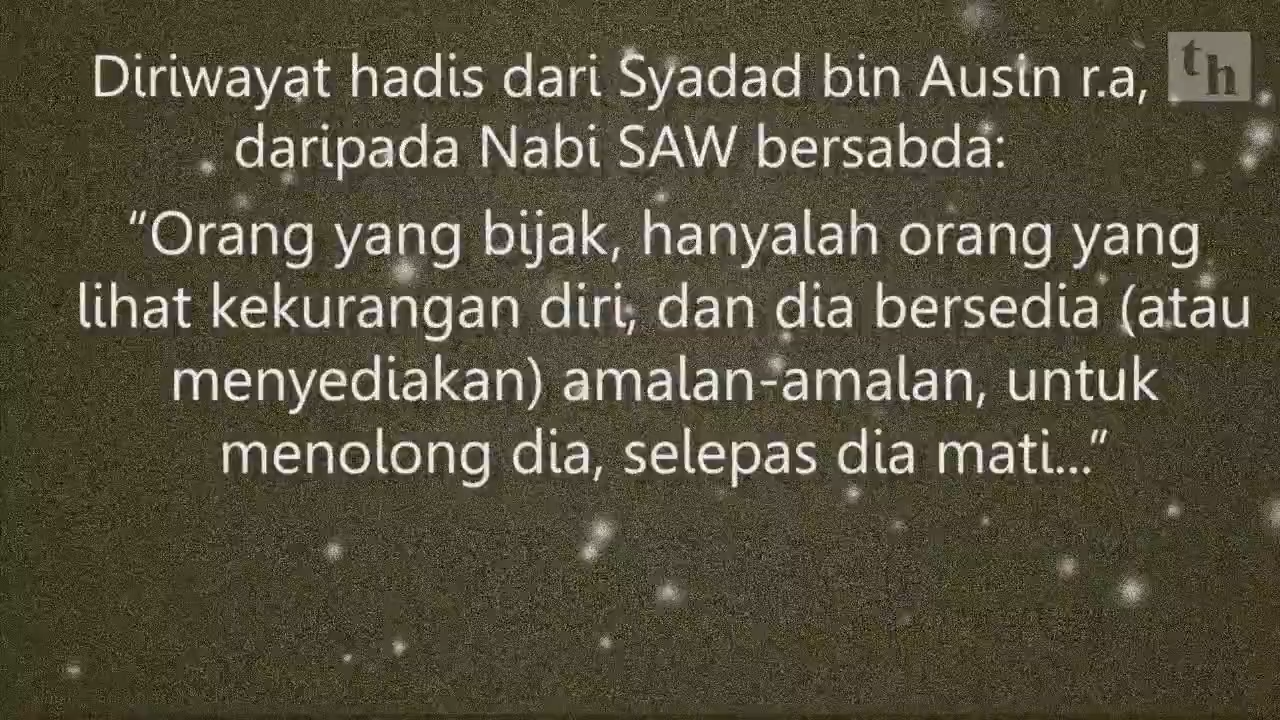 Diriwayat hadis dari Syadad bin Ausin r.a,
th
daripada Nabi SAW bersabda:
“Orang yang bijak, hanyalah orang yang
lihat kekurangan diri, dan dia bersedia (atau
menyediakan) amalan-amalan, untuk
menolong dia, selepas dia mati...”